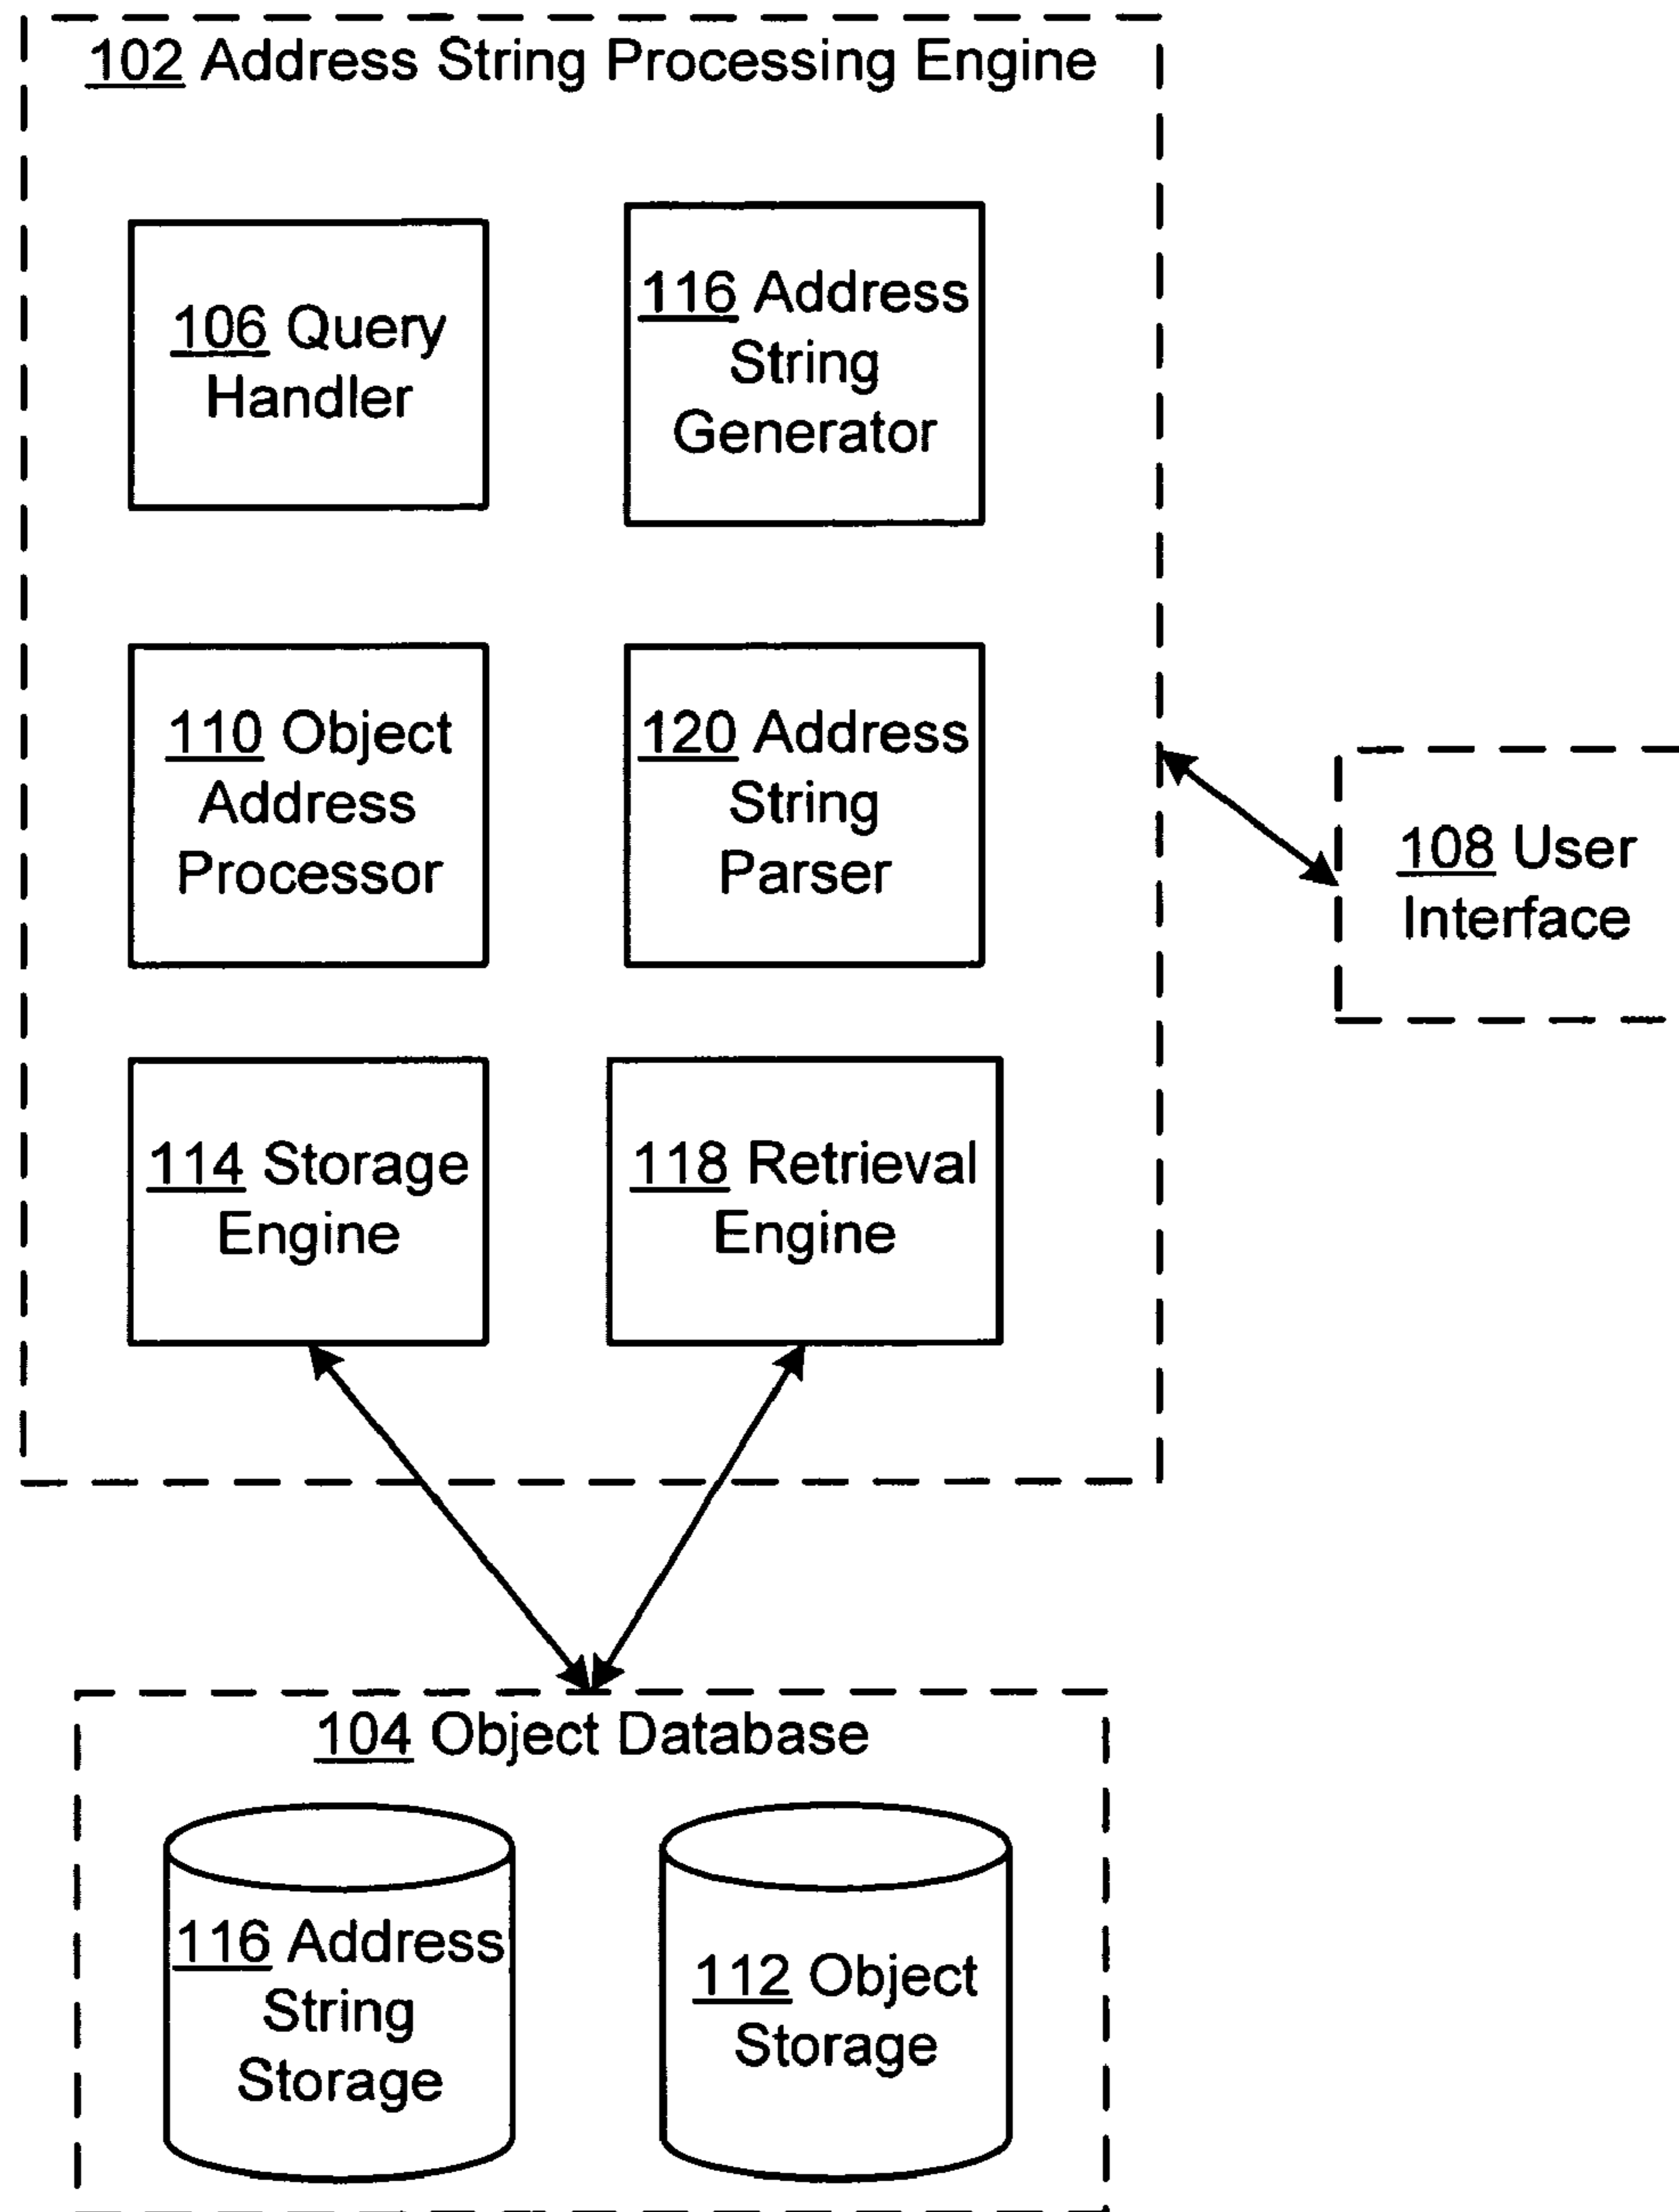 102 Address String Processing Engine
106 Query
Handler
116 Address
String
Generator
110 Object
Address
Processor
120 Address
String
Parser
108 User
Interface
114 Storage
Engine
118 Retrieval
Engine
104 Object Database
116 Address
String
Storage
112 Object
Storage